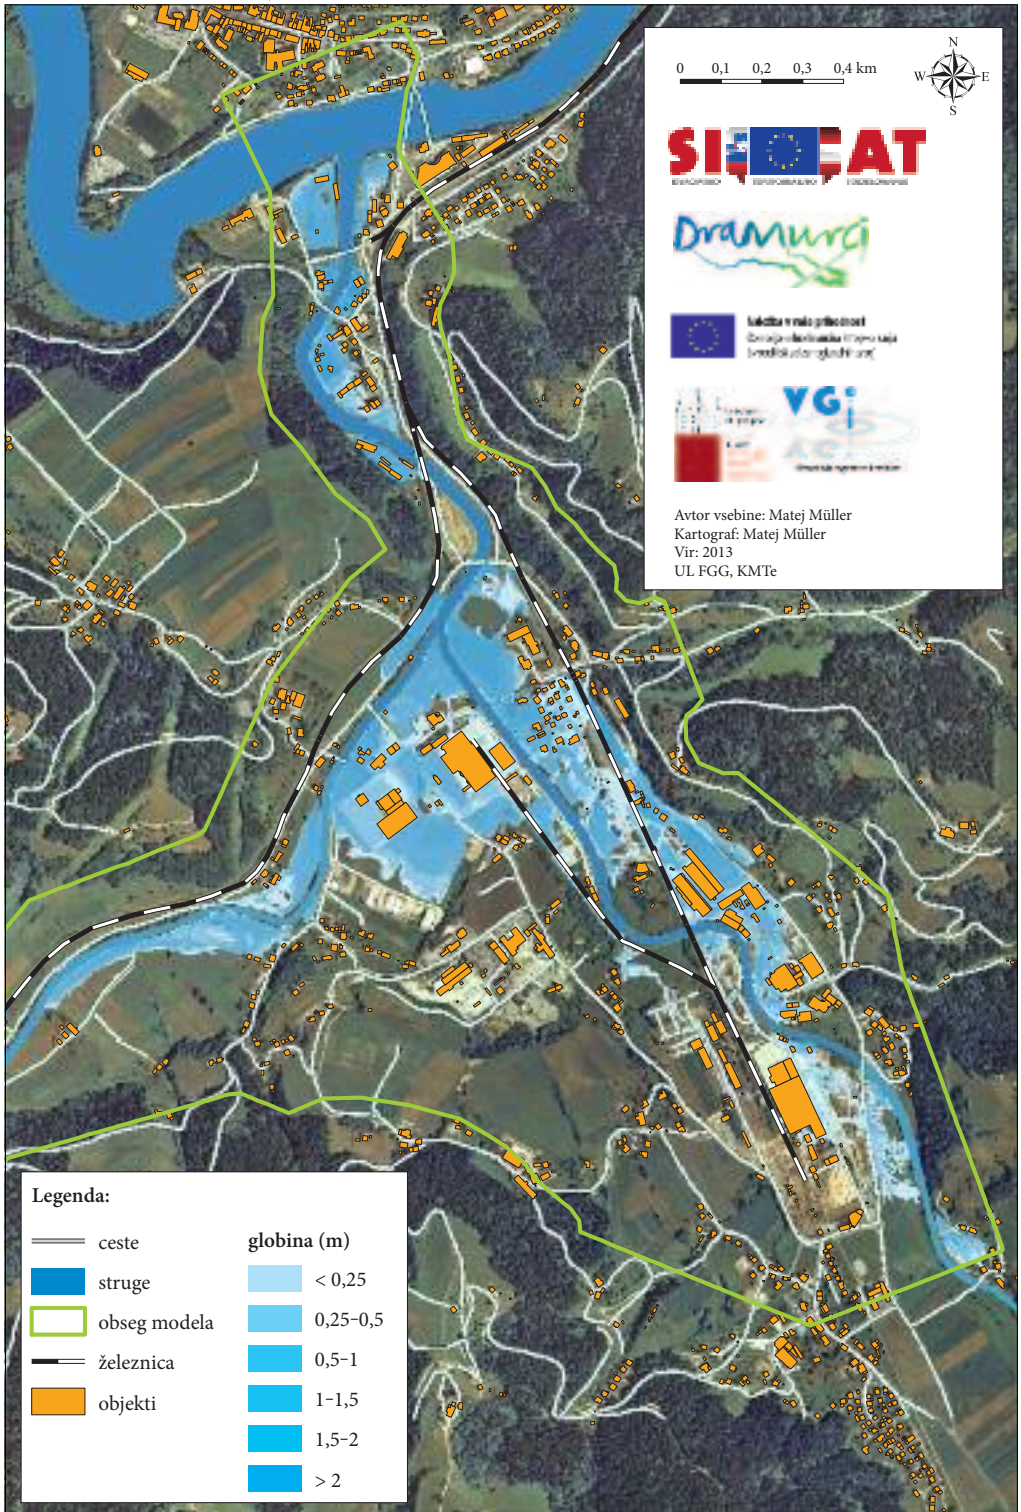 0 0,1 0,2 0,3 0,4 km
N
W E
S
SI AT
DRAMURCI
VGI
Avtor vsebine: Matej Müller
Kartograf: Matej Müller
Vir: 2013
UL FGG, KMTe
Legenda:
ceste
struge
obseg modela
železnica
objekti
globina (m)
< 0,25
0,25–0,5
0,5–1
1–1,5
1,5–2
> 2